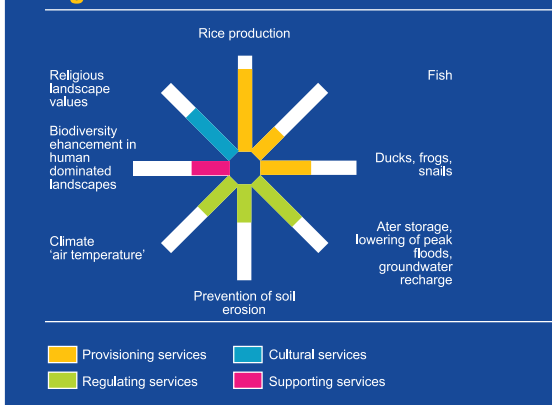 Rice production
Religious
landscape
values
Fish
Biodiversity
ehancement in
human
dominated
landscapes
Ducks, frogs,
snails
Climate
‘air temperature’
Ater storage,
lowering of peak
floods,
groundwater
recharge
Prevention of soil
erosion
Provisioning services
Cultural services
Regulating services
Supporting services